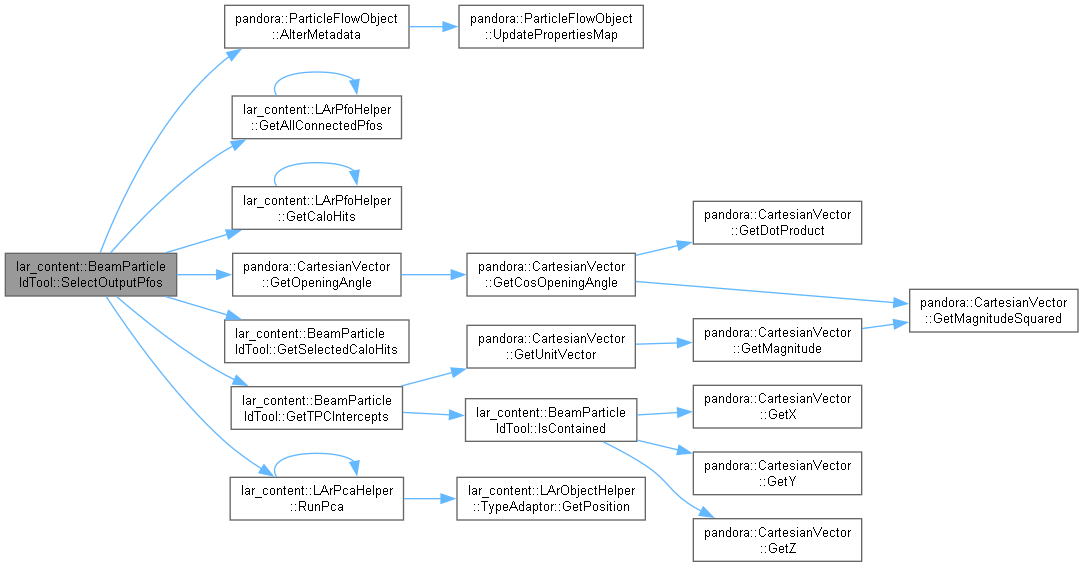 pandora::ParticleFlowObject
::AlterMetadata
pandora::ParticleFlowObject
::UpdatePropertiesMap
lar_content::LArPfoHelper
::GetAllConnectedPfos
lar_content::LArPfoHelper
::GetCaloHits
lar_content::BeamParticle
IdTool::SelectOutputPfos
pandora::CartesianVector
::GetOpeningAngle
pandora::CartesianVector
::GetCosOpeningAngle
pandora::CartesianVector
::GetDotProduct
pandora::CartesianVector
::GetMagnitudeSquared
lar_content::BeamParticle
IdTool::GetSelectedCaloHits
pandora::CartesianVector
::GetUnitVector
pandora::CartesianVector
::GetMagnitude
lar_content::BeamParticle
IdTool::GetTPCIntercepts
lar_content::BeamParticle
IdTool::IsContained
pandora::CartesianVector
::GetX
pandora::CartesianVector
::GetY
pandora::CartesianVector
::GetZ
lar_content::LArPcaHelper
::RunPca
lar_content::LArObjectHelper
::TypeAdaptor::GetPosition